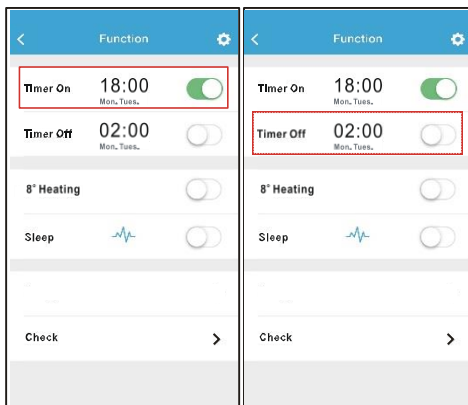 Function
Timer On 18:00
Mon. Tues.
Timer Off 02:00
Mon. Tues.
8° Heating
Sleep
Check
Function
Timer On 18:00
Mon. Tues.
Timer Off 02:00
Mon. Tues.
8° Heating
Sleep
Check